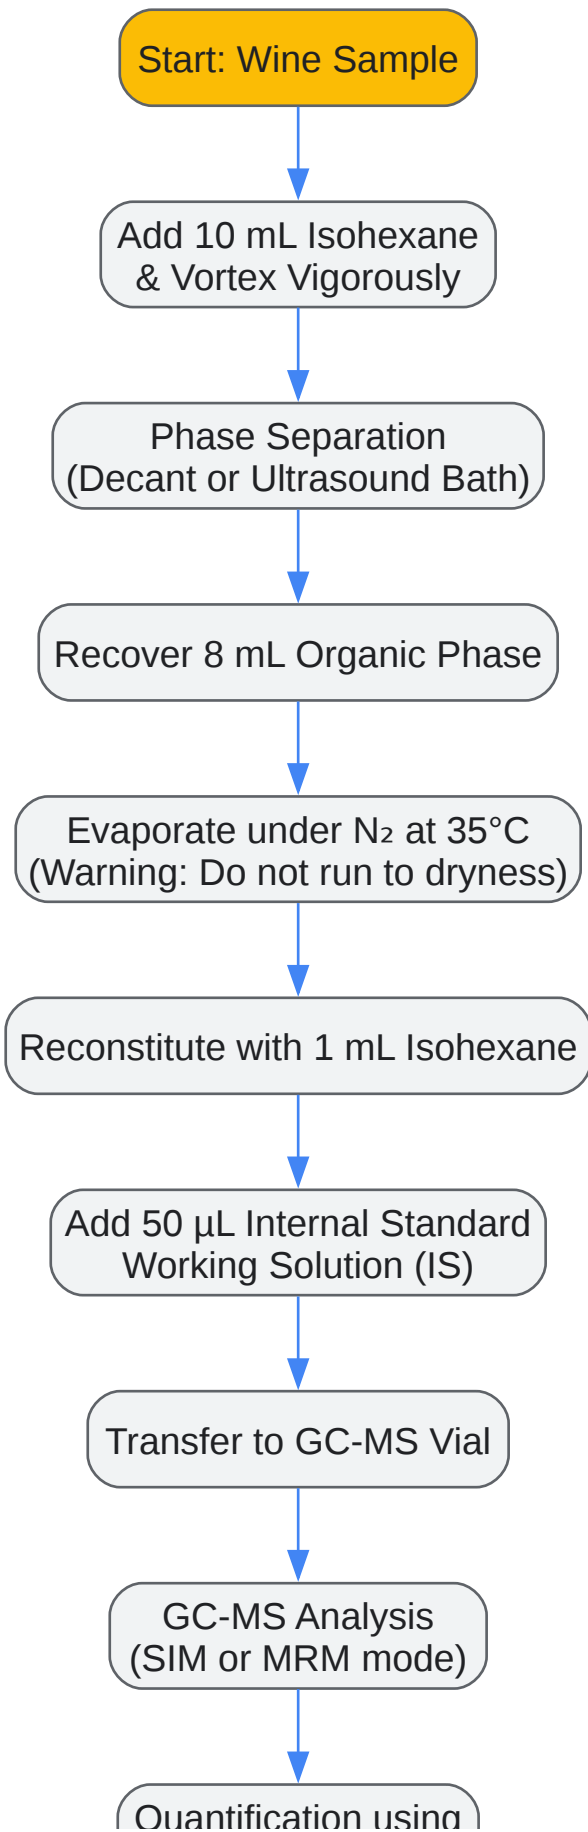 Start: Wine Sample
Add 10 mL Isohexane
& Vortex Vigorously
Phase Separation
(Decant or Ultrasound Bath)
Recover 8 mL Organic Phase
Evaporate under N₂ at 35°C
(Warning: Do not run to dryness)
Reconstitute with 1 mL Isohexane
Add 50 µL Internal Standard
Working Solution (IS)
Transfer to GC-MS Vial
GC-MS Analysis
(SIM or MRM mode)
Quantification using